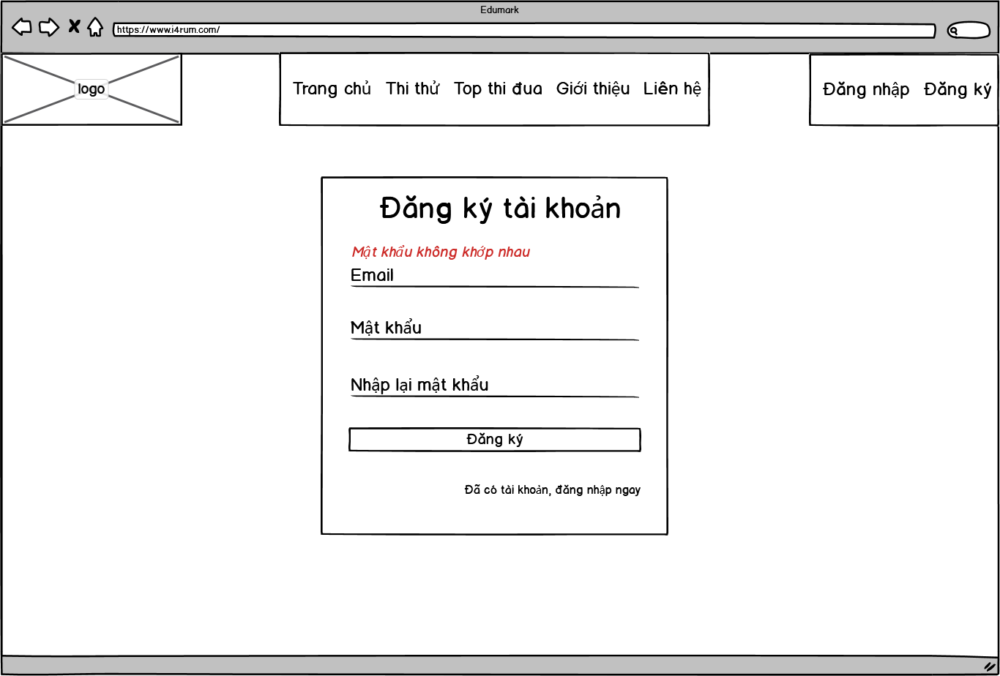 Edumark
https://www.i4rum.com/
logo
Trang chủ Thi thử Top thi đua Giới thiệu Liên hệ
Đăng nhập Đăng ký
Đăng ký tài khoản
Mật khẩu không khớp nhau
Email
Mật khẩu
Nhập lại mật khẩu
Đăng ký
Đã có tài khoản, đăng nhập ngay